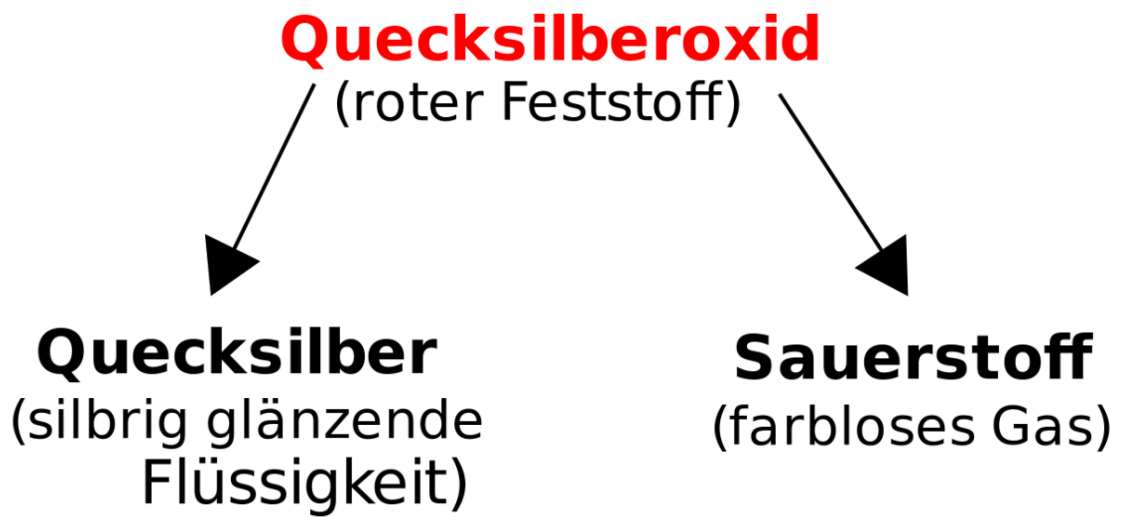 Quecksilberoxid
(roter Feststoff)
Quecksilber
(silbrig glänzende
Flüssigkeit)
Sauerstoff
(farbloses Gas)